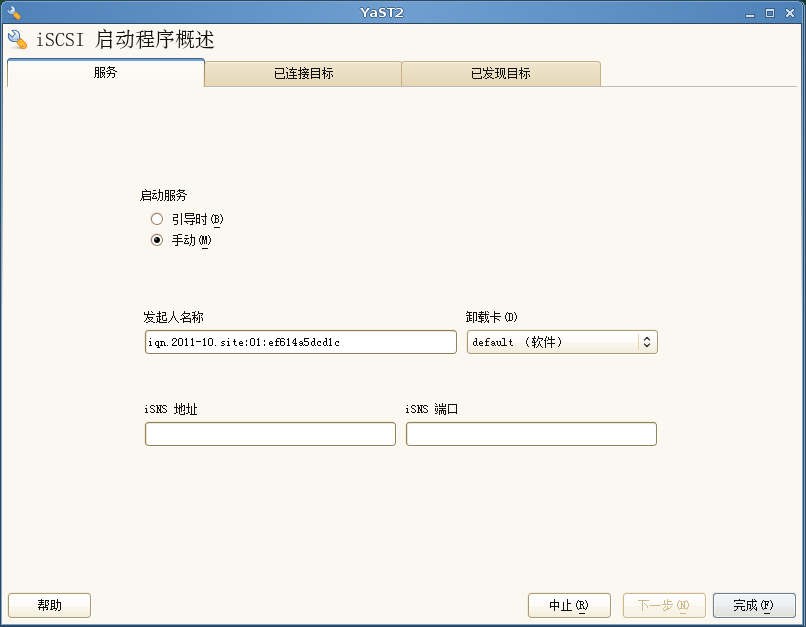 YaST2
iSCSI 启动程序概述
服务 已连接目标 已发现目标
启动服务
引导时(B)
手动(M)
发起人名称 卸载卡(D)
iqn.2011-10.site:01:ef614a5dcd1c default (软件)
iSNS 地址 iSNS 端口
帮助 中止(R) 下一步(N) 完成(F)